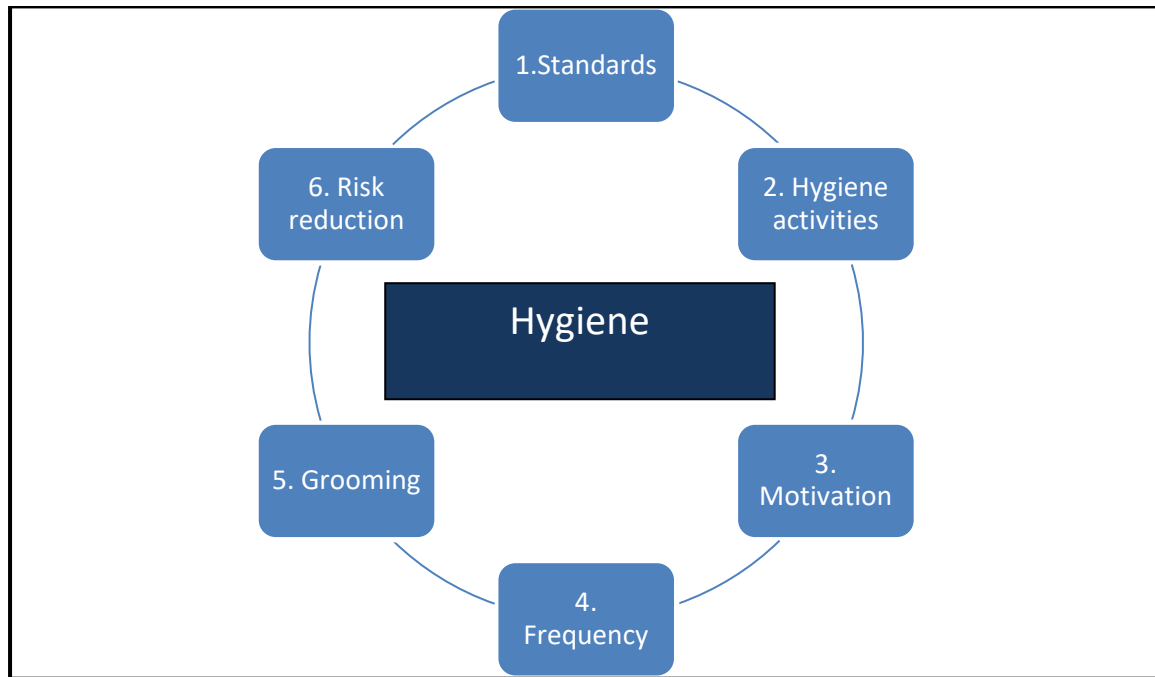 1.Standards
2. Hygiene
activities
3.
Motivation
4.
Frequency
5. Grooming
6. Risk
reduction
Hygiene